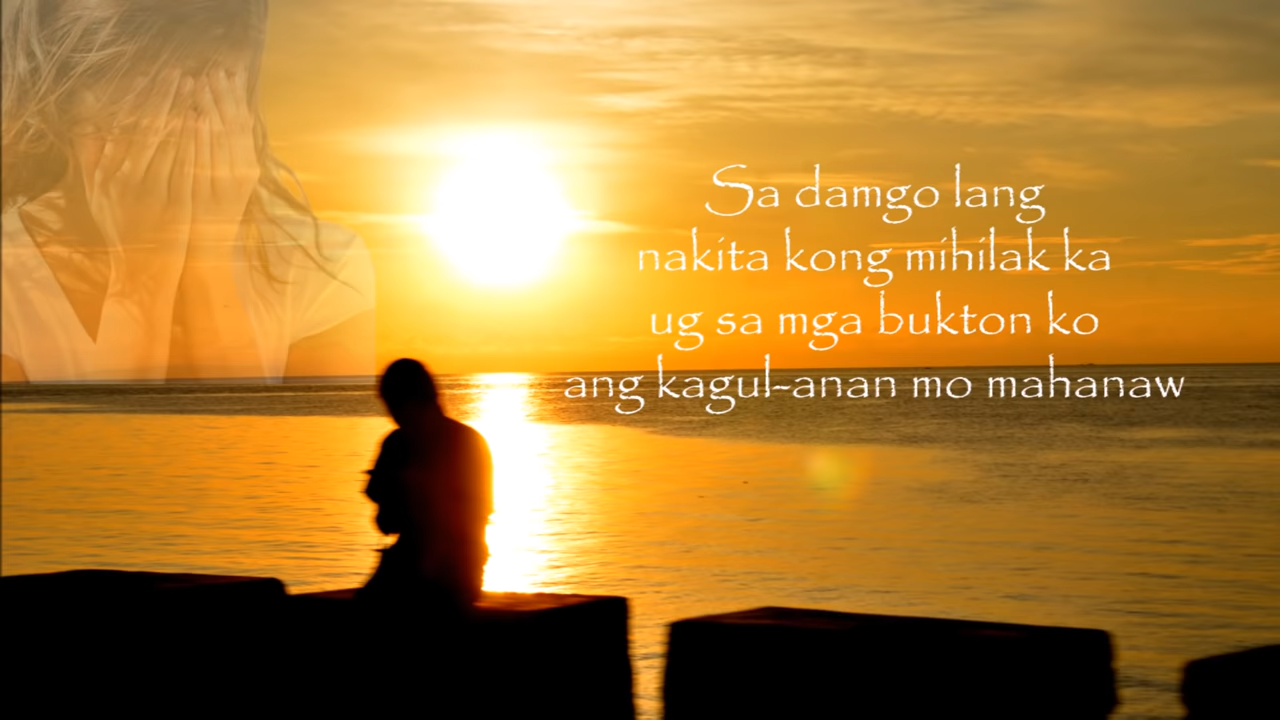 Sa damgo lang
nakita kong mihilak ka
ug sa mga bukton ko
ang kagul-anan mo mahanaw